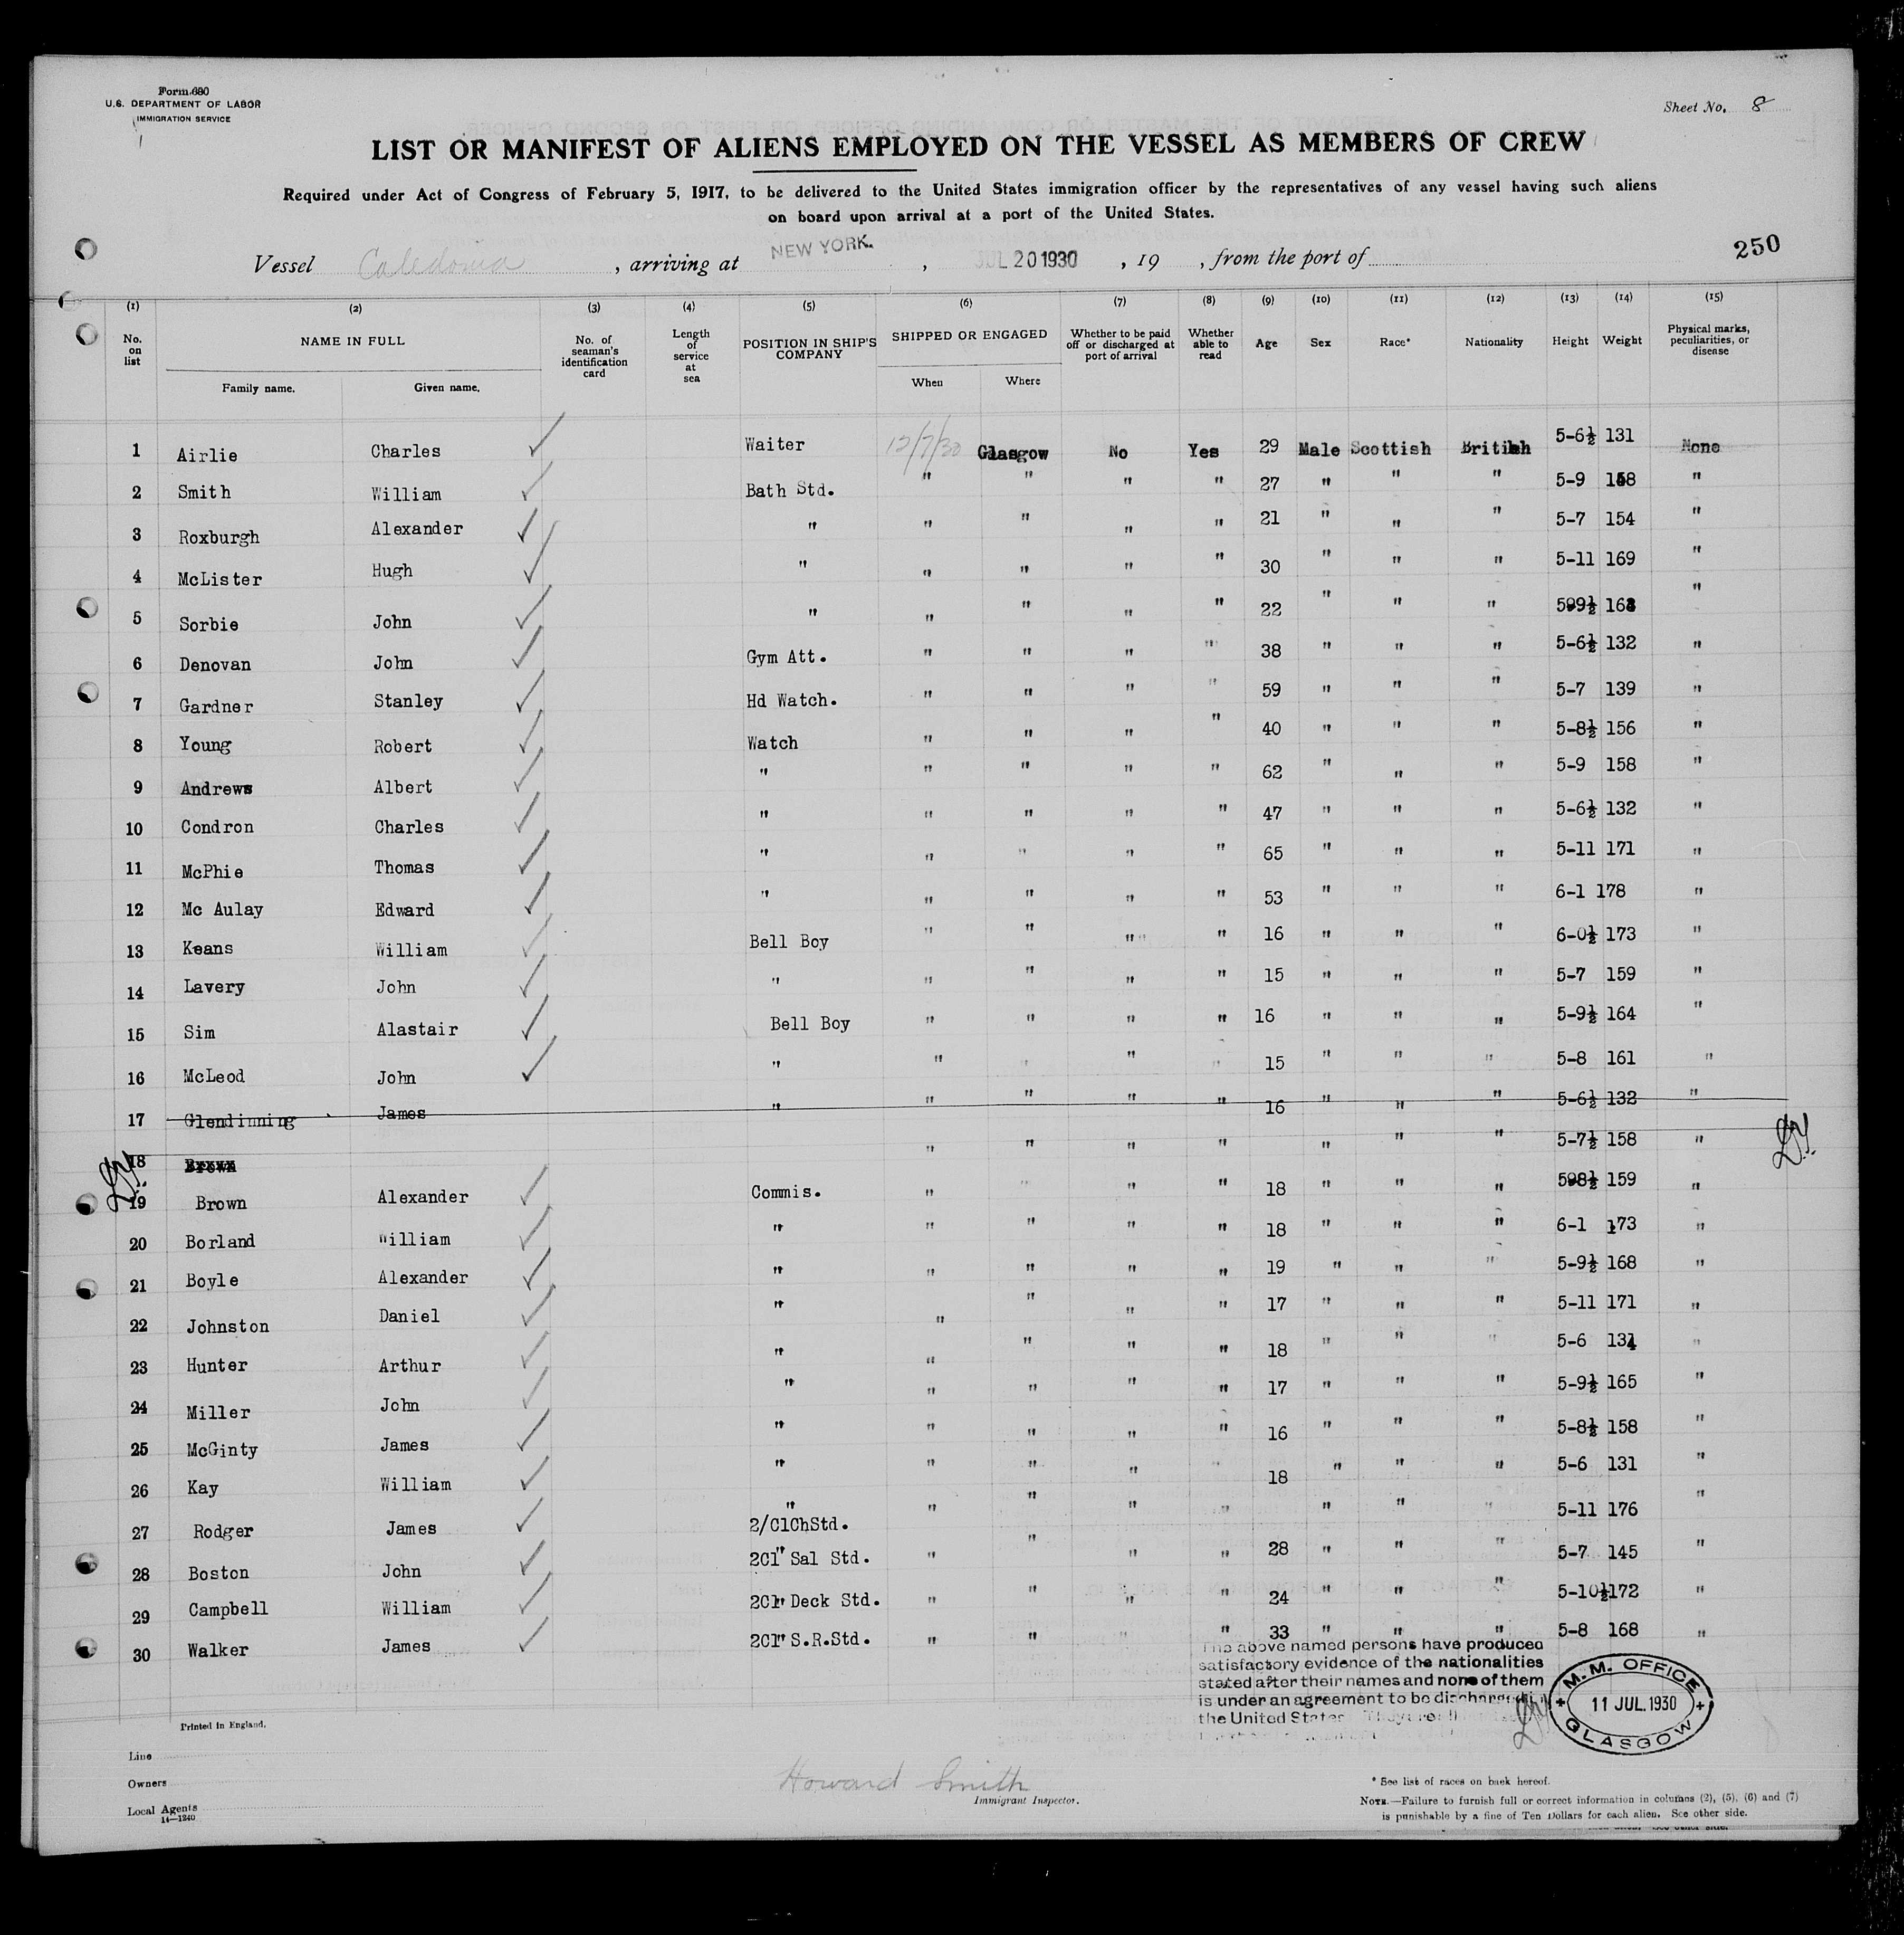 Form 680
U.S. DEPARTMENT OF LABOR
IMMIGRATION SERVICE
Sheet No. 8
LIST OR MANIFEST OF ALIENS EMPLOYED ON THE VESSEL AS MEMBERS OF CREW
Required under Act of Congress of February 5, 1917, to be delivered to the United States immigration officer by the representatives of any vessel having such aliens
on board upon arrival at a port of the United States.
250
Vessel Caledonia, arriving at NEW YORK, JUL 20 1930, 19 , from the port of
(1) (2) (3) (4) (5) (6) (7) (8) (9) (10) (11) (12) (13) (14) (15)
No. on list NAME IN FULL Family name. Given name. No. of seaman's identification card Length of service at sea POSITION IN SHIP'S COMPANY SHIPPED OR ENGAGED When Where Whether to be paid off or discharged at port of arrival Whether able to read Age Sex Race* Nationality Height Weight Physical marks, peculiarities, or disease
1 Airlie Charles ✓ Waiter 12/7/30 Glasgow No Yes 29 Male Scottish British 5-6½ 131 None
2 Smith William ✓ Bath Std. " " " " 27 " " " 5-9 158 "
3 Roxburgh Alexander ✓ " " " " " 21 " " " 5-7 154 "
4 McLister Hugh ✓ " " " " " 30 " " " 5-11 169 "
5 Sorbie John ✓ " " " " " 22 " " " 5-9½ "
6 Denovan John ✓ Gym Att. " " " " 38 " " " 5-6½ 132 "
7 Gardner Stanley ✓ Hd Watch. " " " " 59 " " " 5-7 139 "
8 Young Robert ✓ Watch " " " " 40 " " " 5-8½ 156 "
9 Andrews Albert ✓ " " " " " 62 " " " 5-9 158 "
10 Condron Charles ✓ " " " " " 47 " " " 5-6½ 132 "
11 McPhie Thomas ✓ " " " " " 65 " " " 5-11 171 "
12 Mc Aulay Edward ✓ " " " " " 53 " " " 6-1 178 "
13 Keans William ✓ Bell Boy " " " " 16 " " " 6-0½ 173 "
14 Lavery John ✓ " " " " " 15 " " " 5-7 159 "
15 Sim Alastair ✓ Bell Boy " " " " 16 " " " 5-9½ 164 "
16 McLeod John ✓ " " " " " 15 " " " 5-8 161 "
17 Glendinning James " " " " " 16 " " " 5-6½ 132 "
18 Brown " " " " " " " 5-7½ 158 "
19 Brown Alexander ✓ Commis. " " " " 18 " " " 5-8½ 159 "
20 Borland William ✓ " " " " " 18 " " " 6-1 173 "
21 Boyle Alexander ✓ " " " " " 19 " " " 5-9½ 168 "
22 Johnston Daniel ✓ " " " " " 17 " " " 5-11 171 "
23 Hunter Arthur ✓ " " " " " 18 " " " 5-6 134 "
24 Miller John ✓ " " " " " 17 " " " 5-9½ 165 "
25 McGinty James ✓ " " " " " 16 " " " 5-8½ 158 "
26 Kay William ✓ " " " " " 18 " " " 5-6 131 "
27 Rodger James ✓ " 2/ClChStd. " " " " " " " 5-11 176 "
28 Boston John ✓ 2Cl" Sal Std. " " " " 28 " " " 5-7 145 "
29 Campbell William ✓ 2Cl" Deck Std. " " " " 24 " " " 5-10½ 172 "
30 Walker James ✓ 2Cl" S.R.Std. " " " " 33 " " " 5-8 168 "
The above named persons have produced
satisfactory evidence of the nationalities
stated after their names and none of them
is under an agreement to be discharged in
the United States
M.M. OFFICE
11 JUL.1930
GLASGOW
Printed in England.
Line
Owners
Local Agents
14—1240
Howard Smith
Immigrant Inspector.
* See list of races on back hereof.
NOTE.—Failure to furnish full or correct information in columns (2), (5), (6) and (7)
is punishable by a fine of Ten Dollars for each alien. See other side.